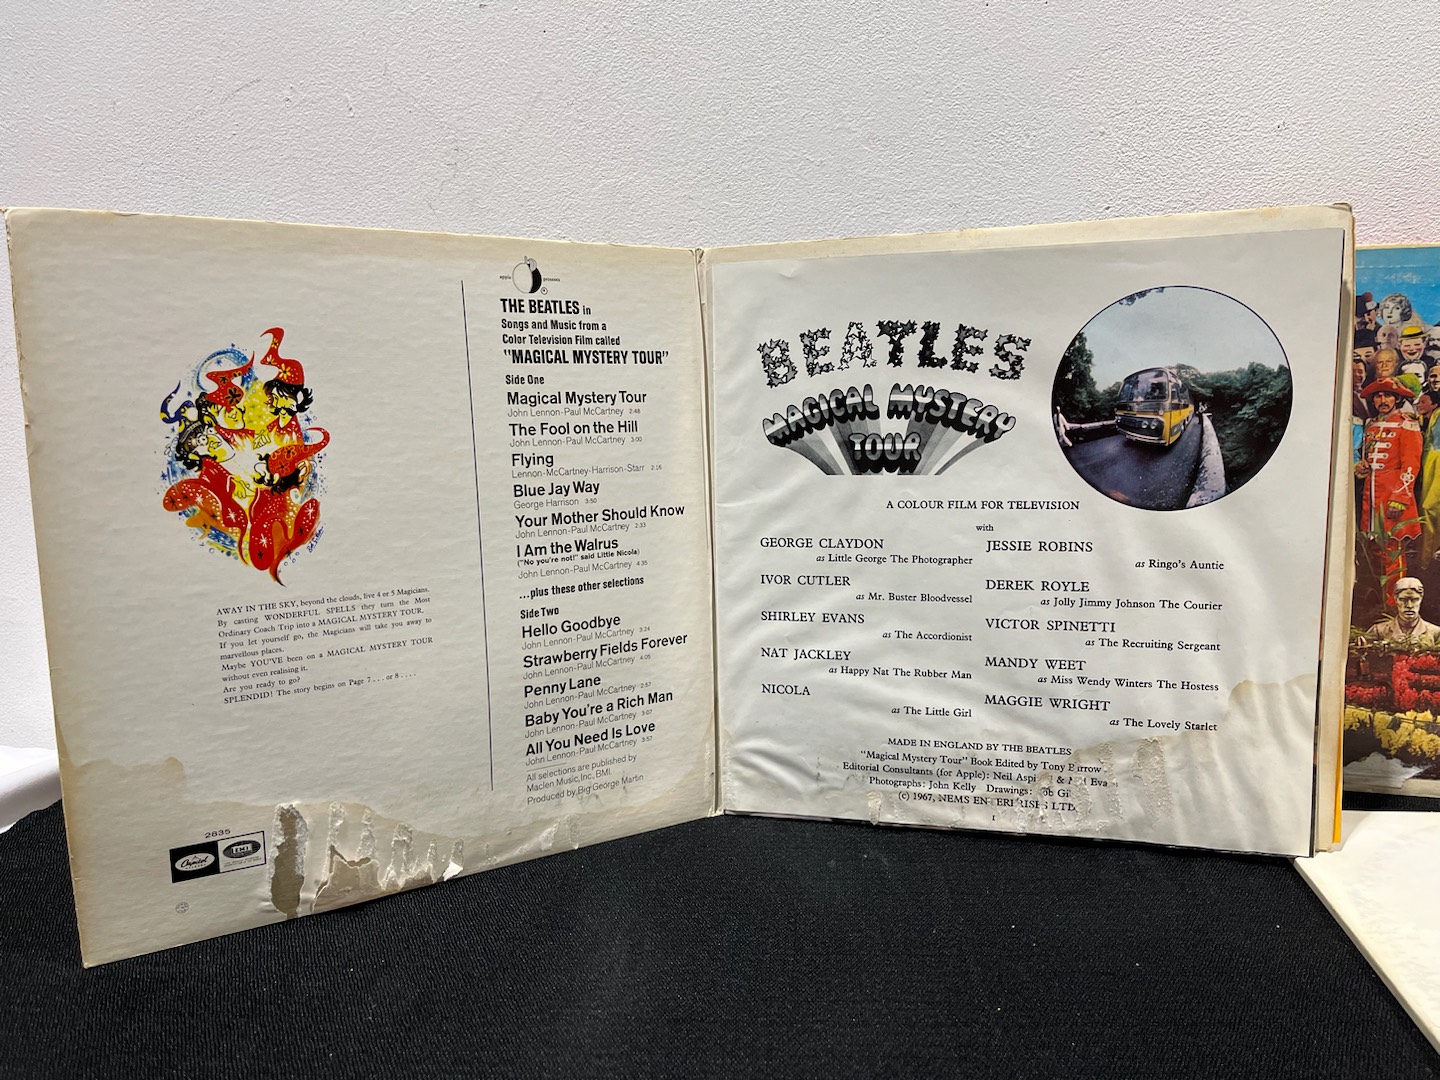 apple presents
THE BEATLES in
Songs and Music from a
Color Television Film called
"MAGICAL MYSTERY TOUR"
Side One
Magical Mystery Tour
John Lennon-Paul McCartney 2:48
The Fool on the Hill
John Lennon-Paul McCartney 3:00
Flying
Lennon-McCartney-Harrison-Starr 2:16
Blue Jay Way
George Harrison 3:50
Your Mother Should Know
John Lennon-Paul McCartney 2:33
I Am the Walrus
("No you're not!" said Little Nicola)
John Lennon-Paul McCartney 4:35
...plus these other selections
Side Two
Hello Goodbye
John Lennon-Paul McCartney 3:24
Strawberry Fields Forever
John Lennon-Paul McCartney 4:05
Penny Lane
John Lennon-Paul McCartney 2:57
Baby You're a Rich Man
John Lennon-Paul McCartney 3:07
All You Need Is Love
John Lennon-Paul McCartney 3:57
All selections are published by
Maclen Music, Inc, BMI.
Produced by Big George Martin
AWAY IN THE SKY, beyond the clouds, live 4 or 5 Magicians.
By casting WONDERFUL SPELLS they turn the Most
Ordinary Coach Trip into a MAGICAL MYSTERY TOUR.
If you let yourself go, the Magicians will take you away to
marvellous places.
Maybe YOU'VE been on a MAGICAL MYSTERY TOUR
without even realising it.
Are you ready to go?
SPLENDID! The story begins on Page 7 . . . or 8 . . . .
2835
Capitol
EMI
BEATLES
MAGICAL MYSTERY
TOUR
A COLOUR FILM FOR TELEVISION
with
GEORGE CLAYDON
as Little George The Photographer
IVOR CUTLER
as Mr. Buster Bloodvessel
SHIRLEY EVANS
as The Accordionist
NAT JACKLEY
as Happy Nat The Rubber Man
NICOLA
as The Little Girl
JESSIE ROBINS
as Ringo's Auntie
DEREK ROYLE
as Jolly Jimmy Johnson The Courier
VICTOR SPINETTI
as The Recruiting Sergeant
MANDY WEET
as Miss Wendy Winters The Hostess
MAGGIE WRIGHT
as The Lovely Starlet
MADE IN ENGLAND BY THE BEATLES
"Magical Mystery Tour" Book Edited by Tony B rrow
Editorial Consultants (for Apple): Neil Aspi l & M l Eva
Photographs: John Kelly Drawings: ob Gi
(c) 1967, NEMS EN ERPRISES LTD
1